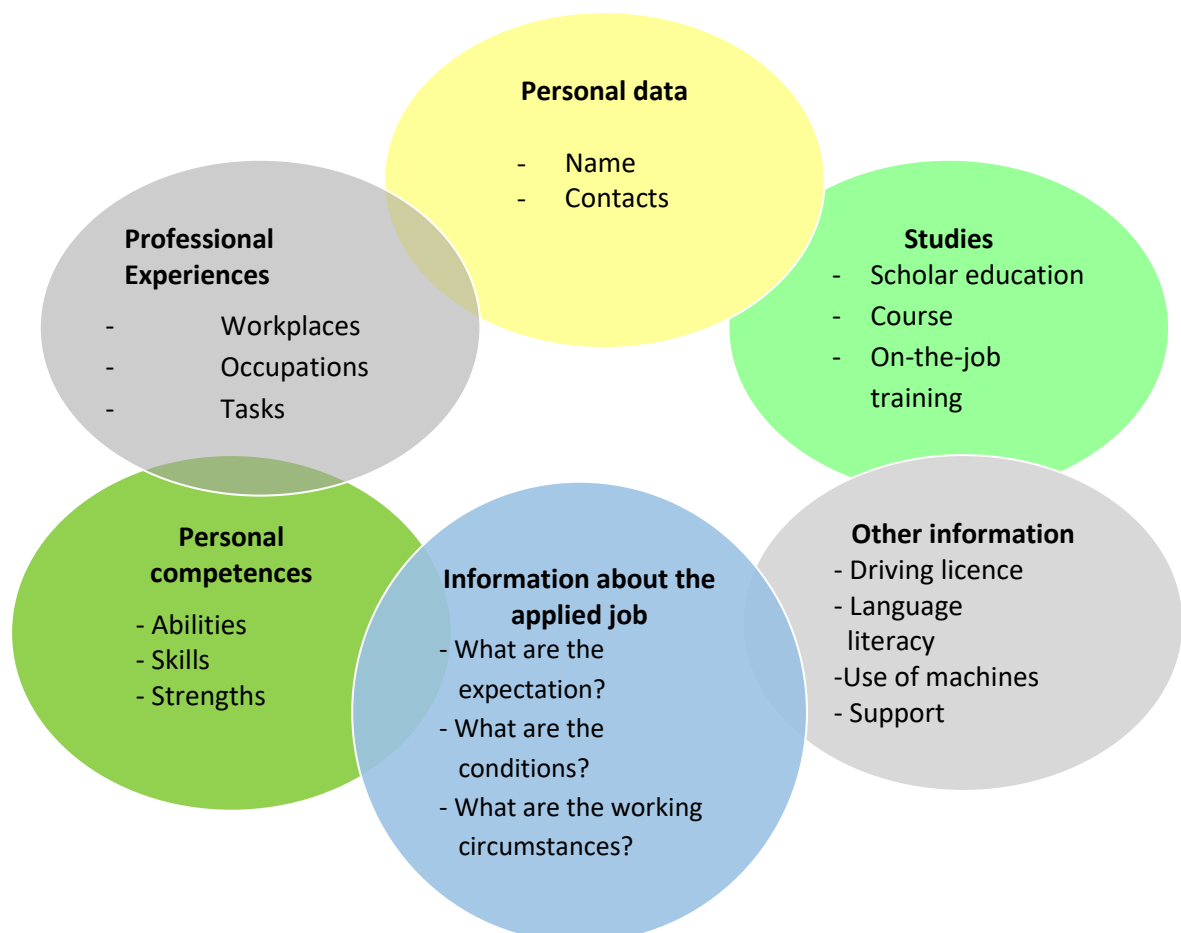 Personal data
- Name
- Contacts
Professional
Experiences
- Workplaces
- Occupations
- Tasks
Studies
- Scholar education
- Course
- On-the-job
training
Personal
competences
- Abilities
- Skills
- Strengths
Information about the
applied job
- What are the
expectation?
- What are the
conditions?
- What are the working
circumstances?
Other information
- Driving licence
- Language
literacy
-Use of machines
- Support